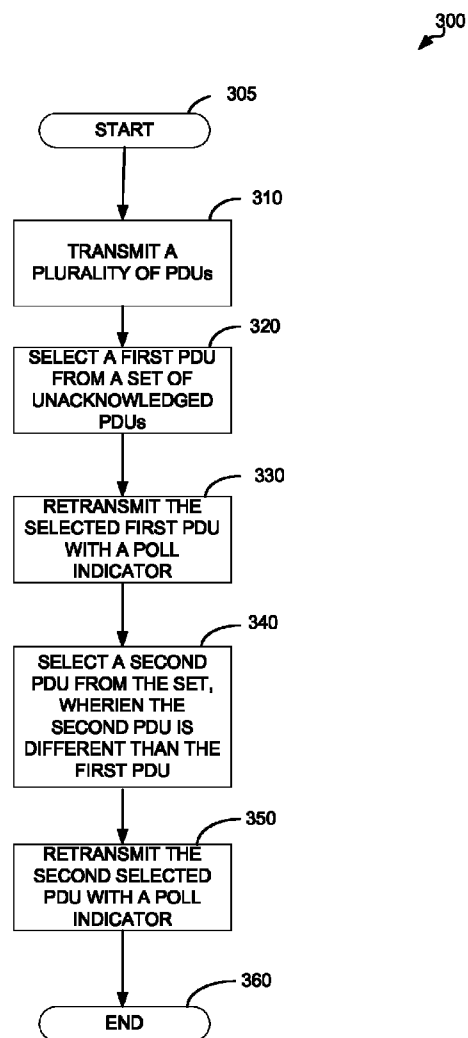 300
305
START
310
TRANSMIT A
PLURALITY OF PDUs
320
SELECT A FIRST PDU
FROM A SET OF
UNACKNOWLEDGED
PDUs
330
RETRANSMIT THE
SELECTED FIRST PDU
WITH A POLL
INDICATOR
340
SELECT A SECOND
PDU FROM THE SET,
WHERIEN THE
SECOND PDU IS
DIFFERENT THAN THE
FIRST PDU
350
RETRANSMIT THE
SECOND SELECTED
PDU WITH A POLL
INDICATOR
360
END